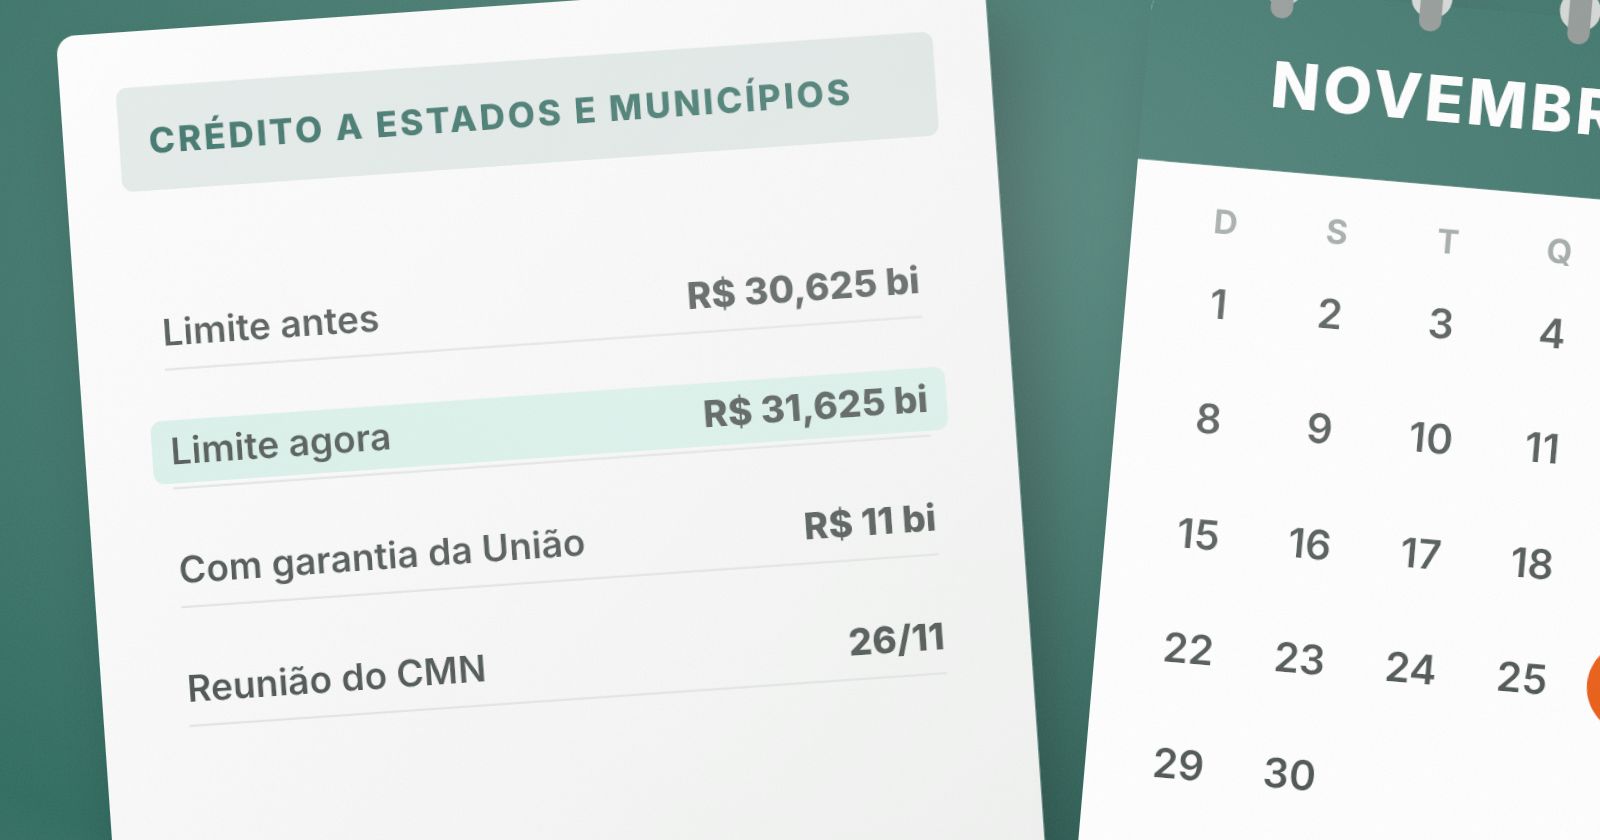 CRÉDITO A ESTADOS E MUNICÍPIOS
Limite antes R$ 30,625 bi
Limite agora R$ 31,625 bi
Com garantia da União R$ 11 bi
Reunião do CMN 26/11
NOVEMBR
D S T Q
1 2 3 4
8 9 10 11
15 16 17 18
22 23 24 25
29 30